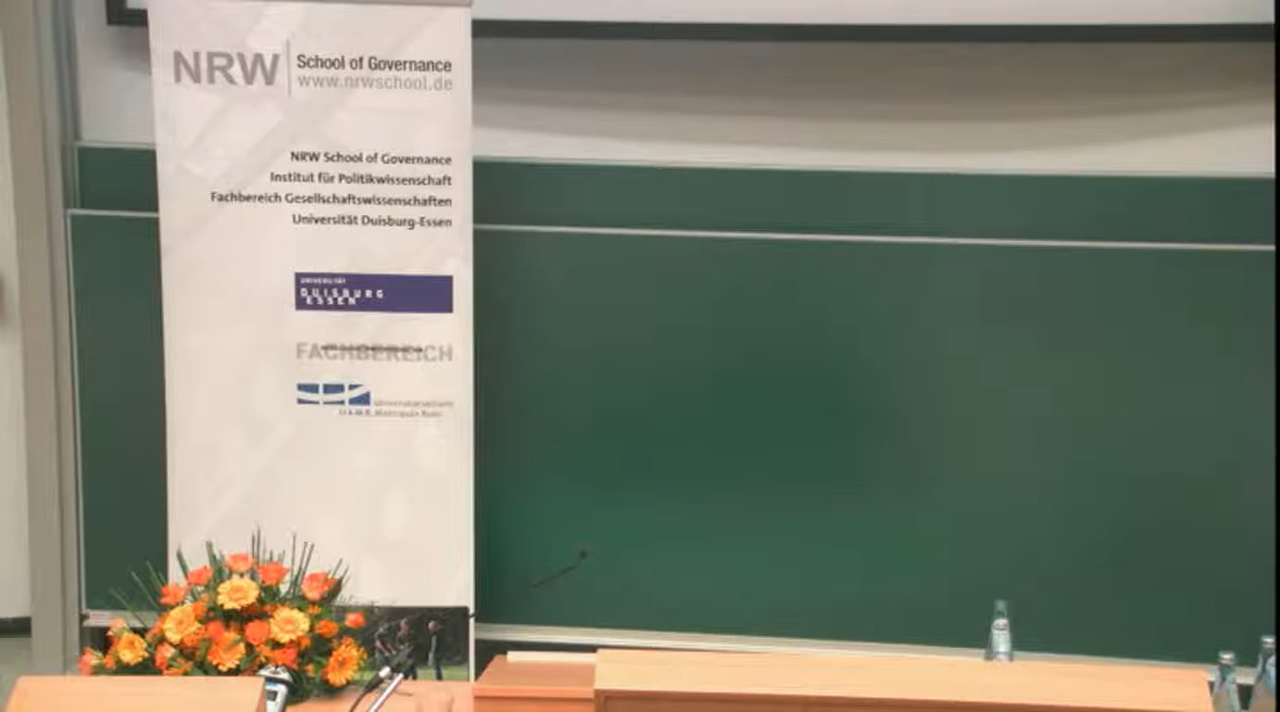 NRW School of Governance
www.nrwschool.de
NRW School of Governance
Institut für Politikwissenschaft
Fachbereich Gesellschaftswissenschaften
Universität Duisburg-Essen
UNIVERSITÄT
DUISBURG
ESSEN
FACHBEREICH